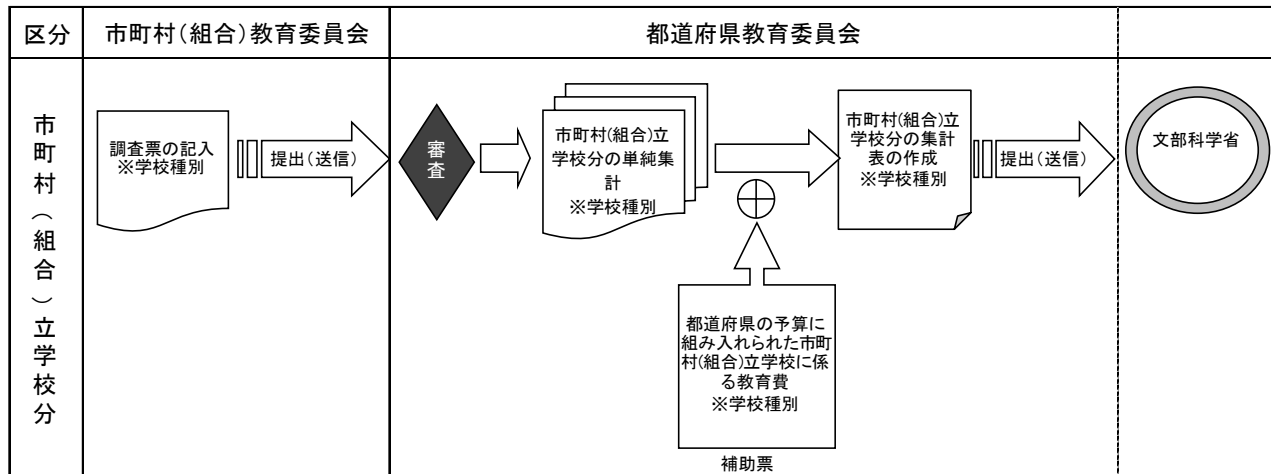 区分
市町村(組合)教育委員会
都道府県教育委員会
市町村(組合)立学校分
調査票の記入
※学校種別
提出(送信)
審査
市町村(組合)立
学校分の単純集
計
※学校種別
市町村(組合)立
学校分の集計
表の作成
※学校種別
提出(送信)
文部科学省
都道府県の予算に
組み入れられた市町
村(組合)立学校に係
る教育費
※学校種別
補助票